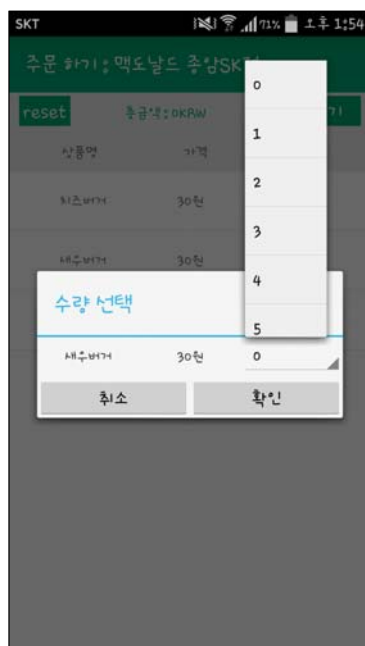 SKT 71% 오후 1:54
주문 하기 : 맥도날드 종암SK
reset 총금액 : 0KRW 기
상품명 가격
치즈버거 30원
새우버거 30원
수량 선택
새우버거 30원 0
취소 확인
0
1
2
3
4
5